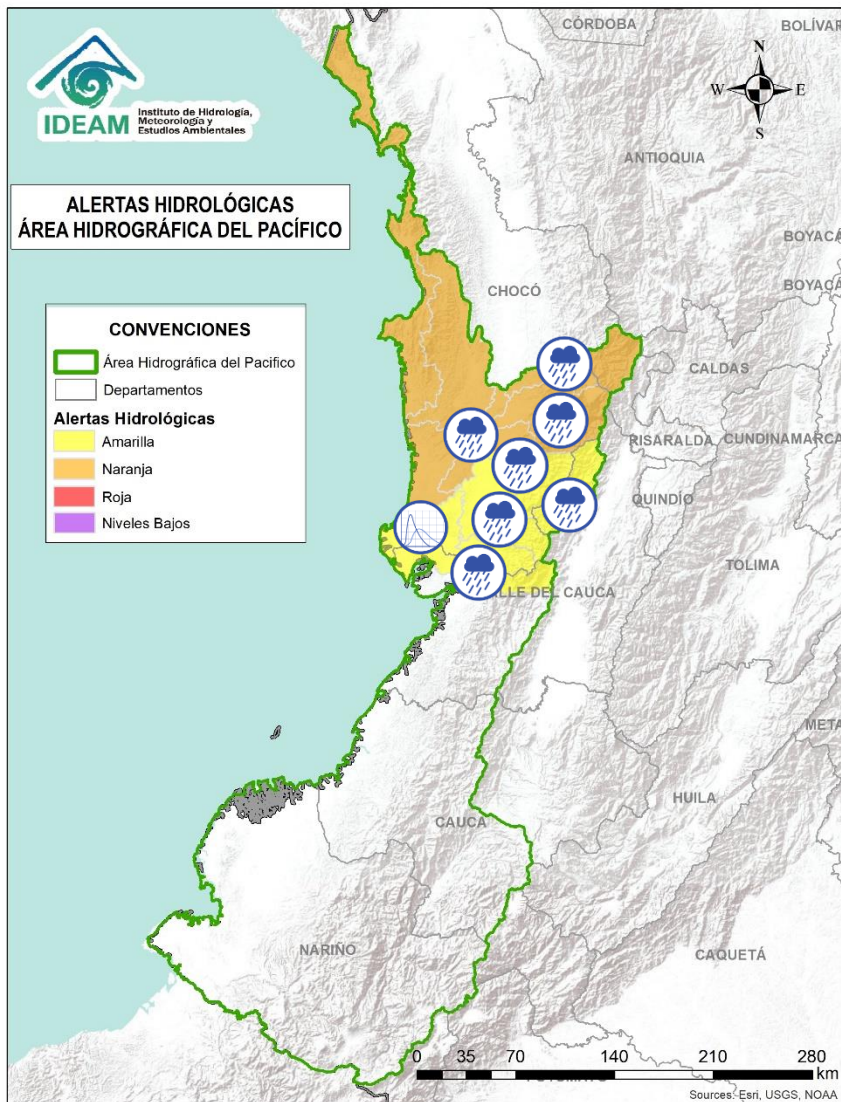 CÓRDOBA
BOLÍVAR
IDEAM
Instituto de Hidrología,
Meteorología y
Estudios Ambientales
N
W
E
S
ANTIOQUIA
ALERTAS HIDROLÓGICAS
ÁREA HIDROGRÁFICA DEL PACÍFICO
BOYACÁ
BOYACÁ
CHOCÓ
CONVENCIONES
Área Hidrográfica del Pacifico
Departamentos
Alertas Hidrológicas
Amarilla
Naranja
Roja
Niveles Bajos
CALDAS
RISARALDA
CUNDINAMARCA
QUINDÍO
TOLIMA
LLE DEL CAUCA
META
HUILA
CAUCA
NARIÑO
CAQUETÁ
0 35 70 140 210 280
km
Sources: Esri, USGS, NOAA